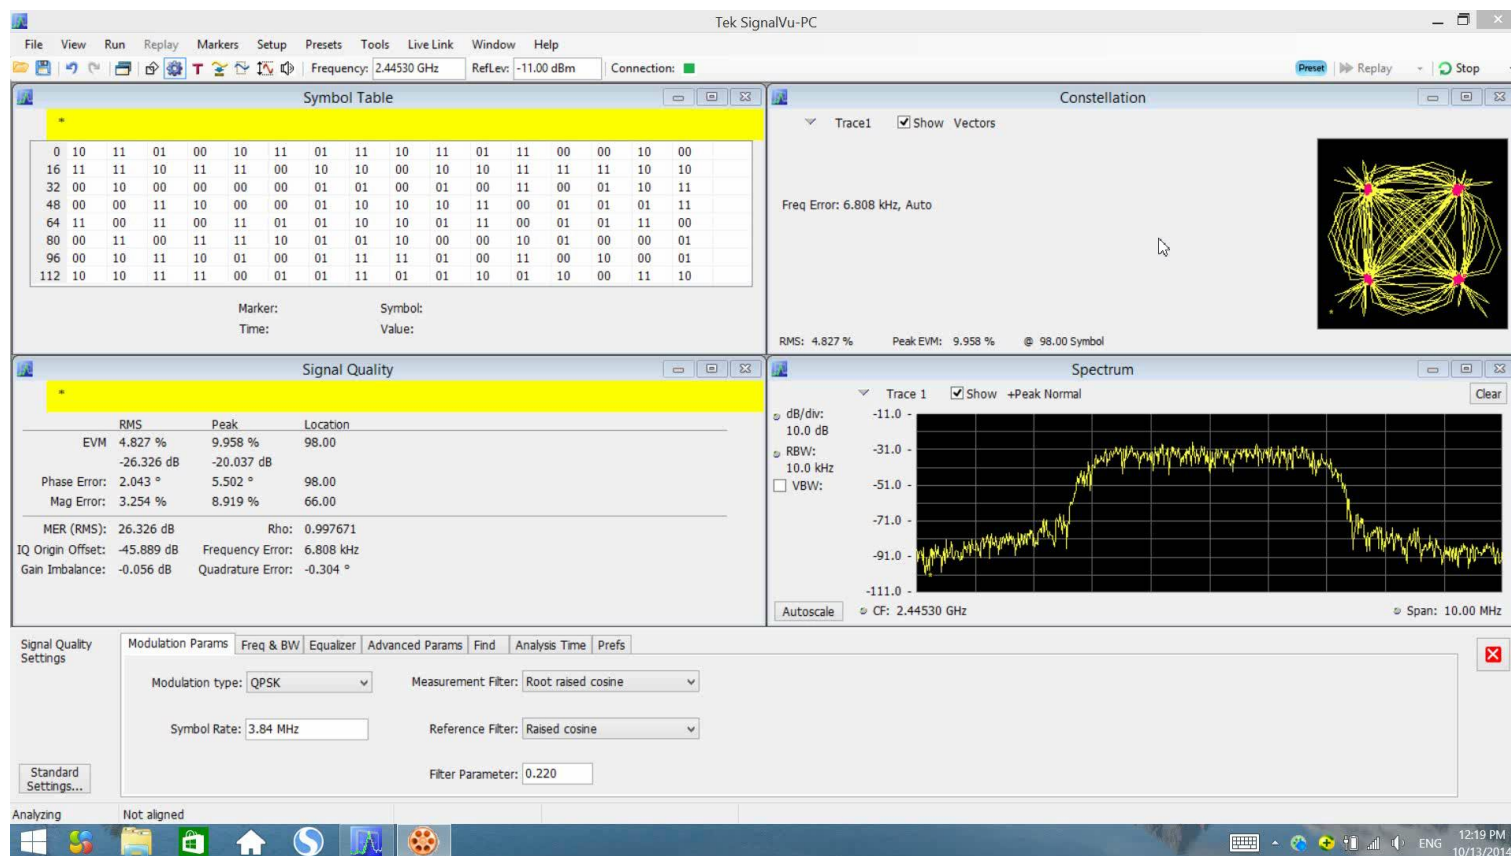 Tek SignalVu-PC
File View Run Replay Markers Setup Presets Tools Live Link Window Help
Frequency: 2.44530 GHz RefLev: -11.00 dBm Connection: Preset Replay Stop
Symbol Table
*
0 10 11 01 00 10 11 01 11 10 11 01 11 00 00 10 00
16 11 11 10 11 11 00 10 10 00 10 10 11 11 11 10 10
32 00 10 00 00 00 00 01 01 00 01 00 11 00 01 10 11
48 00 00 11 10 00 00 01 10 10 10 11 00 01 01 01 11
64 11 00 11 00 11 01 01 10 10 01 11 00 01 01 11 00
80 00 11 00 11 11 10 01 01 10 00 00 10 01 00 00 01
96 00 10 11 10 01 00 01 11 11 01 00 11 00 10 00 01
112 10 10 11 11 00 01 01 11 01 01 10 01 10 00 11 10
Marker: Symbol:
Time: Value:
Constellation
Trace1 Show Vectors
Freq Error: 6.808 kHz, Auto
*
RMS: 4.827 % Peak EVM: 9.958 % @ 98.00 Symbol
Signal Quality
*
RMS Peak Location
EVM 4.827 % 9.958 % 98.00
-26.326 dB -20.037 dB
Phase Error: 2.043 ° 5.502 ° 98.00
Mag Error: 3.254 % 8.919 % 66.00
MER (RMS): 26.326 dB Rho: 0.997671
IQ Origin Offset: -45.889 dB Frequency Error: 6.808 kHz
Gain Imbalance: -0.056 dB Quadrature Error: -0.304 °
Spectrum
Trace 1 Show +Peak Normal Clear
dB/div:
10.0 dB
RBW:
10.0 kHz
VBW:
-11.0
-31.0
-51.0
-71.0
-91.0
-111.0
Autoscale CF: 2.44530 GHz Span: 10.00 MHz
Signal Quality
Settings
Modulation Params Freq & BW Equalizer Advanced Params Find Analysis Time Prefs
Modulation type: QPSK Measurement Filter: Root raised cosine
Symbol Rate: 3.84 MHz Reference Filter: Raised cosine
Filter Parameter: 0.220
Standard
Settings...
Analyzing Not aligned
ENG 12:19 PM
10/13/2014